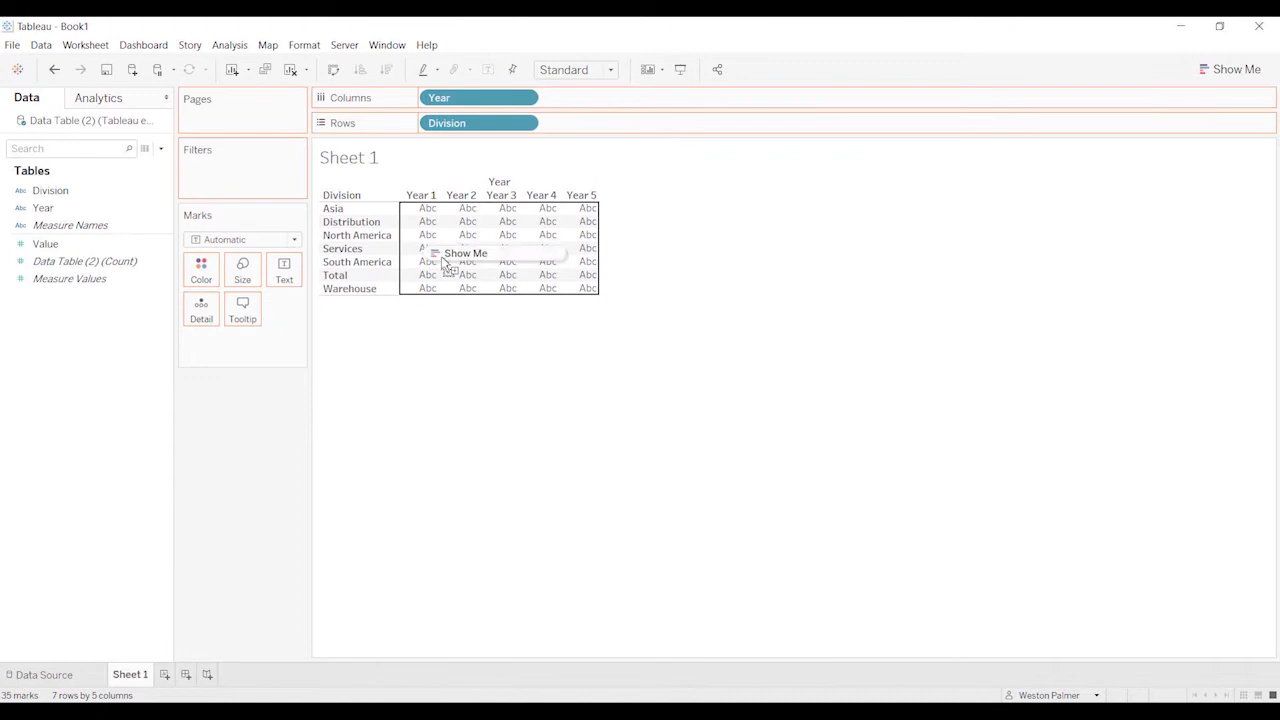 Tableau - Book1
File Data Worksheet Dashboard Story Analysis Map Format Server Window Help
Standard
Show Me
Data Analytics
Pages
Columns Year
Data Table (2) (Tableau e...
Rows Division
Search
Filters
Sheet 1
Tables
Division
Year
Measure Names
Value
Data Table (2) (Count)
Measure Values
Marks
Automatic
Color Size Text
Detail Tooltip
Year
Division Year 1 Year 2 Year 3 Year 4 Year 5
Asia Abc Abc Abc Abc Abc
Distribution Abc Abc Abc Abc Abc
North America Abc Abc Abc Abc Abc
Services Abc Abc
Show Me
South America Abc Abc Abc Abc Abc
Total Abc Abc Abc Abc Abc
Warehouse Abc Abc Abc Abc Abc
Data Source Sheet 1
35 marks 7 rows by 5 columns
Weston Palmer